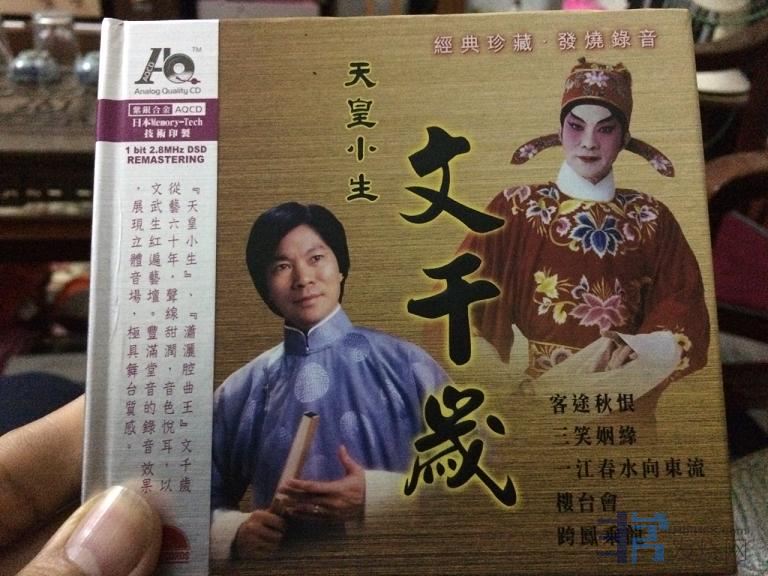 AQ
TM
AQCD
Analog Quality CD
紫銀合金 AQCD
日本Memory-Tech
技術印製
1 bit 2.8MHz DSD
REMASTERING
『天皇小生』、『瀟灑腔曲王』文千歲
從藝六十年，聲線甜潤，音色悅耳，以
文武生紅遍藝壇。豐滿堂音的錄音效果
，展現立體音場，極具舞台質感。
經典珍藏·發燒錄音
天皇小生
文千歲
客途秋恨
三笑姻緣
一江春水向東流
樓台會
跨鳳乘